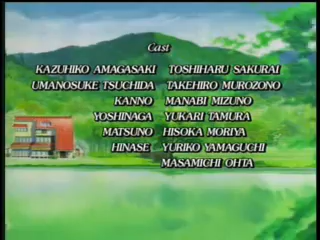 Cast
KAZUHIKO AMAGASAKI TOSHIHARU SAKURAI
UMANOSUKE TSUCHIDA TAKEHIRO MUROZONO
KANNO MANABI MIZUNO
YOSHINAGA YUKARI TAMURA
MATSUNO HISOKA MORIYA
HINASE YURIKO YAMAGUCHI
MASAMICHI OHTA